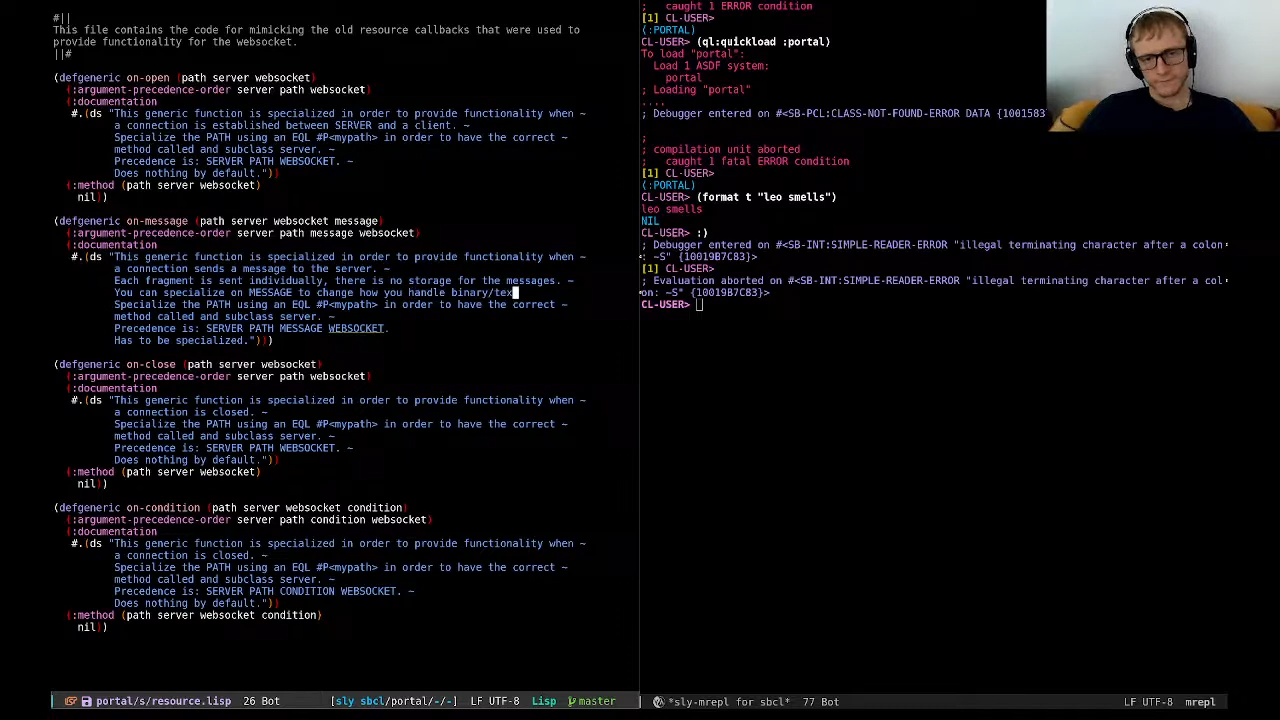 #||
This file contains the code for mimicking the old resource callbacks that were used to
provide functionality for the websocket.
||#
(defgeneric on-open (path server websocket)
(:argument-precedence-order server path websocket)
(:documentation
#.(ds "This generic function is specialized in order to provide functionality when ~
a connection is established between SERVER and a client. ~
Specialize the PATH using an EQL #P<mypath> in order to have the correct ~
method called and subclass server. ~
Precedence is: SERVER PATH WEBSOCKET. ~
Does nothing by default."))
(:method (path server websocket)
nil))
(defgeneric on-message (path server websocket message)
(:argument-precedence-order server path message websocket)
(:documentation
#.(ds "This generic function is specialized in order to provide functionality when ~
a connection sends a message to the server. ~
Each fragment is sent individually, there is no storage for the messages. ~
You can specialize on MESSAGE to change how you handle binary/tex
Specialize the PATH using an EQL #P<mypath> in order to have the correct ~
method called and subclass server. ~
Precedence is: SERVER PATH MESSAGE WEBSOCKET.
Has to be specialized.")))
(defgeneric on-close (path server websocket)
(:argument-precedence-order server path websocket)
(:documentation
#.(ds "This generic function is specialized in order to provide functionality when ~
a connection is closed. ~
Specialize the PATH using an EQL #P<mypath> in order to have the correct ~
method called and subclass server. ~
Precedence is: SERVER PATH WEBSOCKET. ~
Does nothing by default."))
(:method (path server websocket)
nil))
(defgeneric on-condition (path server websocket condition)
(:argument-precedence-order server path condition websocket)
(:documentation
#.(ds "This generic function is specialized in order to provide functionality when ~
a connection is closed. ~
Specialize the PATH using an EQL #P<mypath> in order to have the correct ~
method called and subclass server. ~
Precedence is: SERVER PATH CONDITION WEBSOCKET. ~
Does nothing by default."))
(:method (path server websocket condition)
nil))
portal/s/resource.lisp 26 Bot [sly sbcl/portal/-/-] LF UTF-8 Lisp master
; caught 1 ERROR condition
[1] CL-USER>
(:PORTAL)
CL-USER> (ql:quickload :portal)
To load "portal":
Load 1 ASDF system:
portal
; Loading "portal"
....
; Debugger entered on #<SB-PCL:CLASS-NOT-FOUND-ERROR DATA {1001583
;
; compilation unit aborted
; caught 1 fatal ERROR condition
[1] CL-USER>
(:PORTAL)
CL-USER> (format t "leo smells")
leo smells
NIL
CL-USER> :)
; Debugger entered on #<SB-INT:SIMPLE-READER-ERROR "illegal terminating character after a colon
: ~S" {10019B7C83}>
[1] CL-USER>
; Evaluation aborted on #<SB-INT:SIMPLE-READER-ERROR "illegal terminating character after a col
on: ~S" {10019B7C83}>
CL-USER>
*sly-mrepl for sbcl* 77 Bot LF UTF-8 mrepl